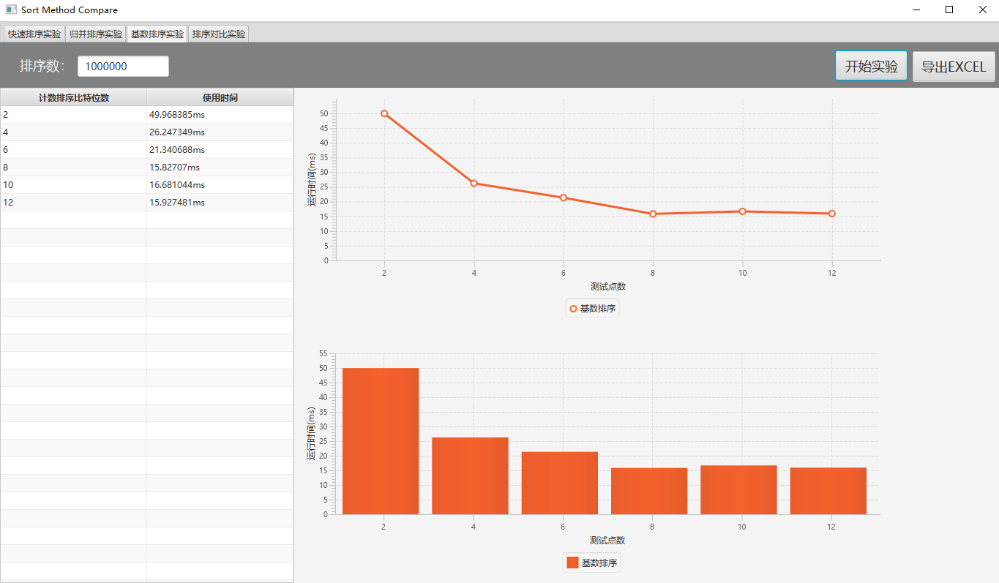 Sort Method Compare
快速排序实验 归并排序实验 基数排序实验 排序对比实验
排序数： 1000000 开始实验 导出EXCEL
计数排序比特位数 使用时间
2 49.968385ms
4 26.247349ms
6 21.340688ms
8 15.82707ms
10 16.681044ms
12 15.927481ms
运行时间(ms)
50
45
40
35
30
25
20
15
10
5
0
2 4 6 8 10 12
测试点数
基数排序
运行时间(ms)
55
50
45
40
35
30
25
20
15
10
5
0
2 4 6 8 10 12
测试点数
基数排序